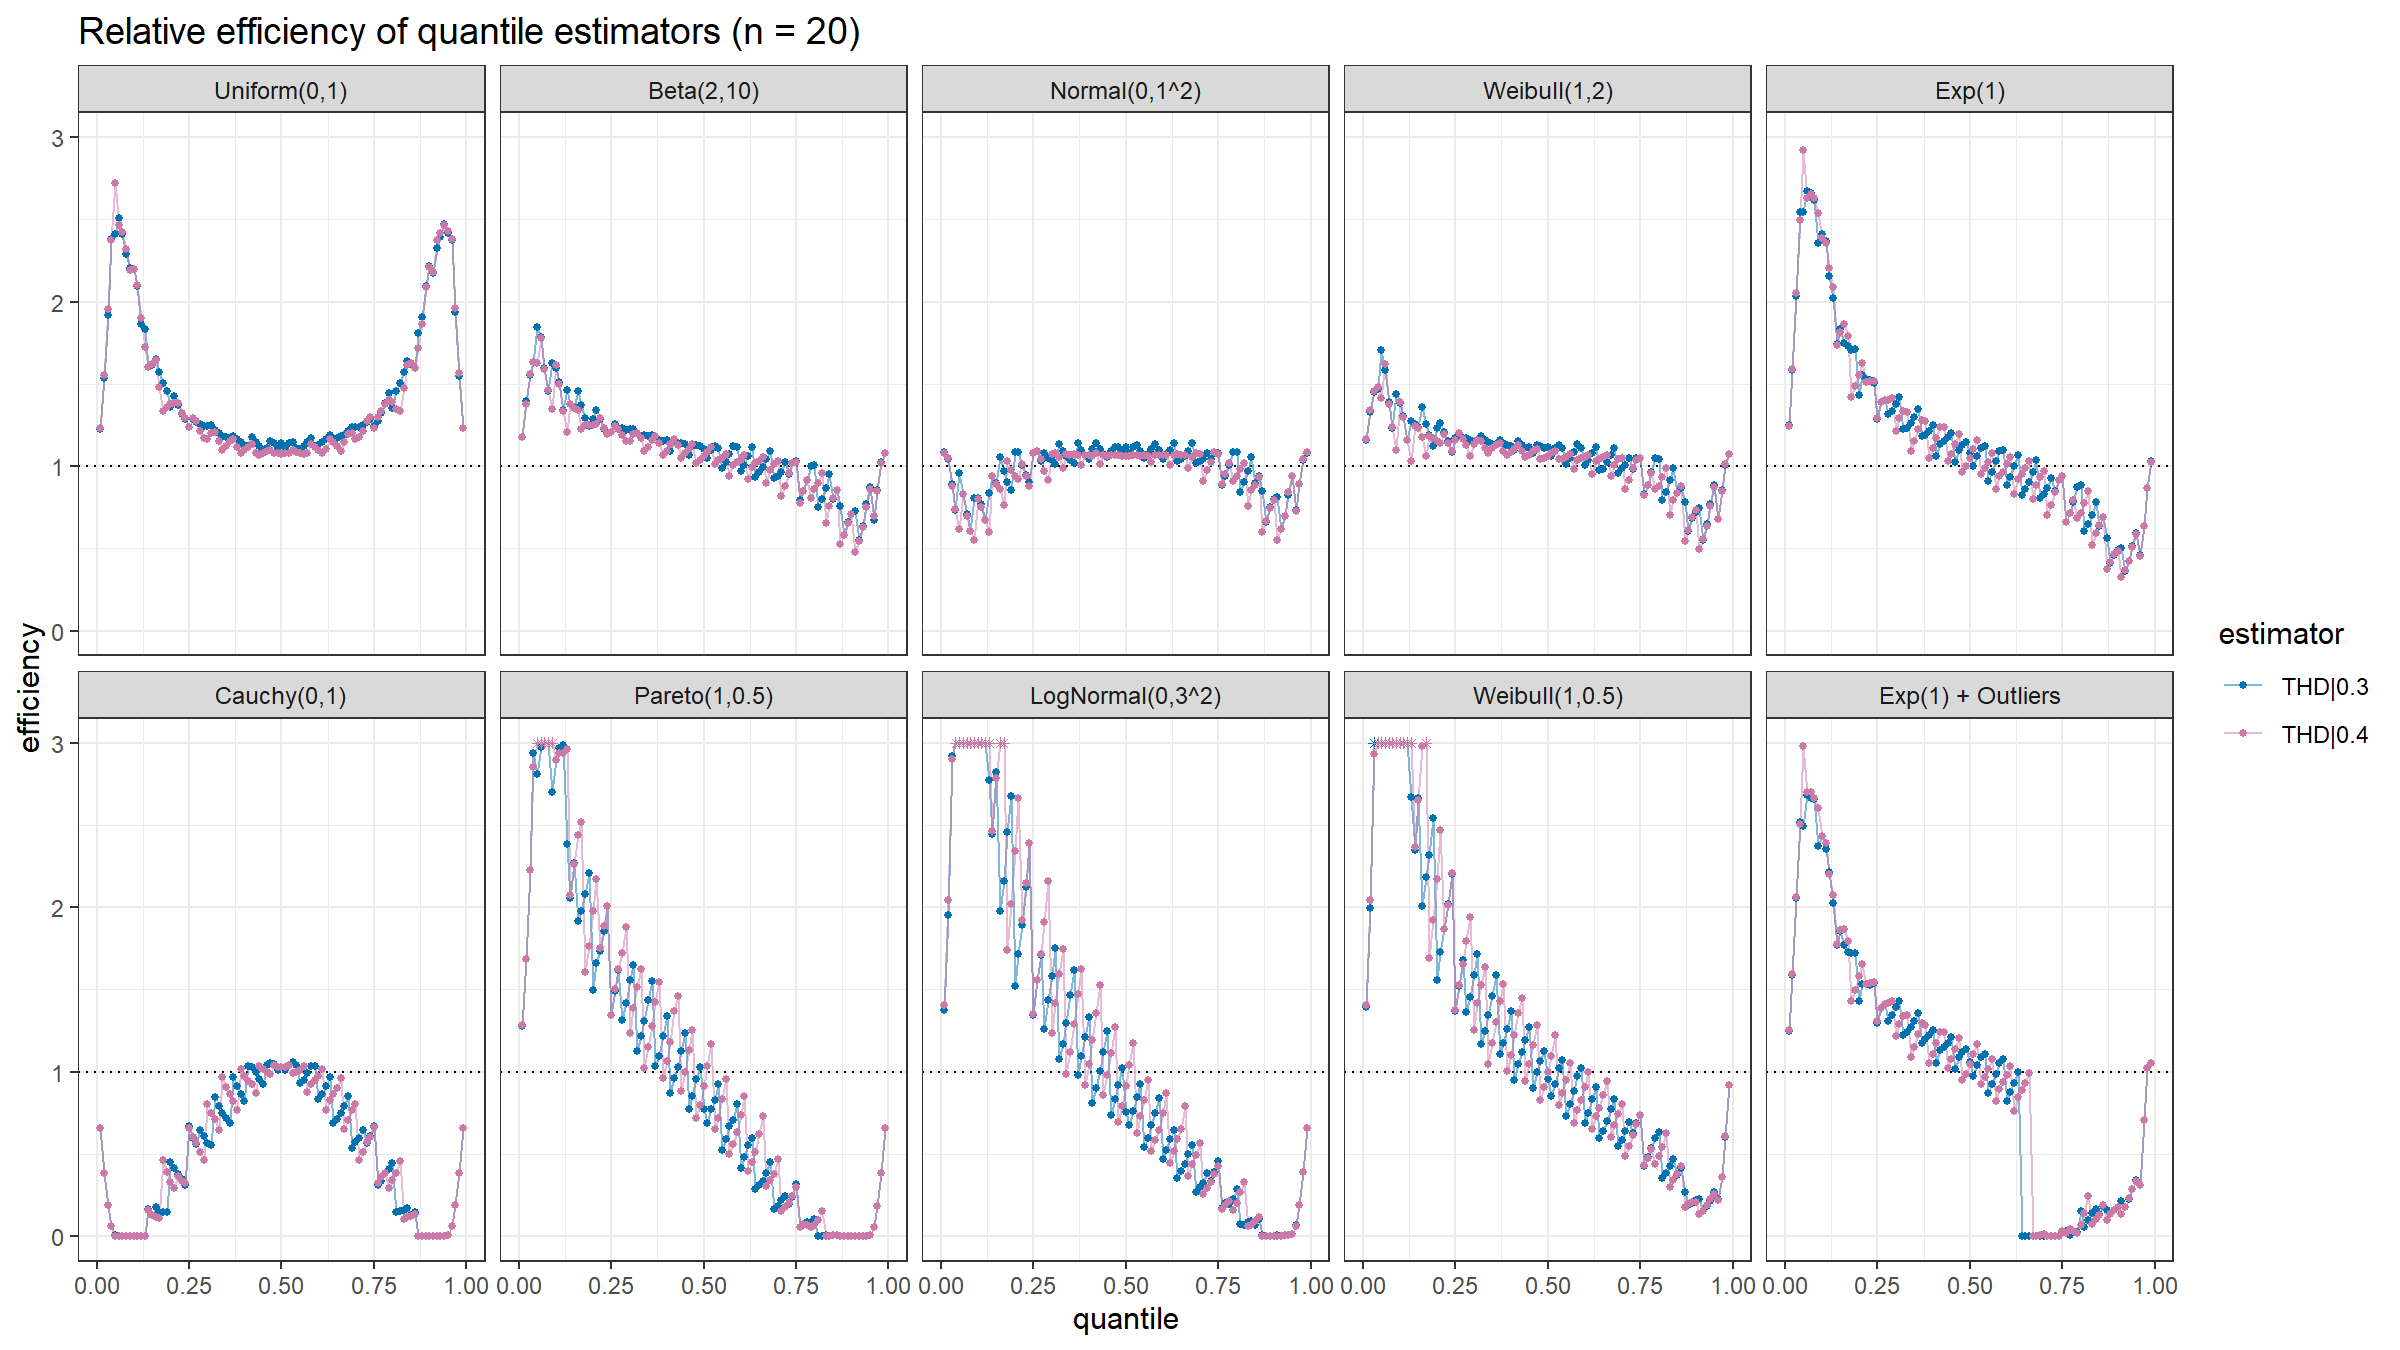 Relative efficiency of quantile estimators (n = 20)
Uniform(0,1)
Beta(2,10)
Normal(0,1^2)
Weibull(1,2)
Exp(1)
3
2
1
0
Cauchy(0,1)
Pareto(1,0.5)
LogNormal(0,3^2)
Weibull(1,0.5)
Exp(1) + Outliers
3
2
1
0
efficiency
0.00 0.25 0.50 0.75 1.00
0.00 0.25 0.50 0.75 1.00
0.00 0.25 0.50 0.75 1.00
0.00 0.25 0.50 0.75 1.00
0.00 0.25 0.50 0.75 1.00
quantile
estimator
THD|0.3
THD|0.4